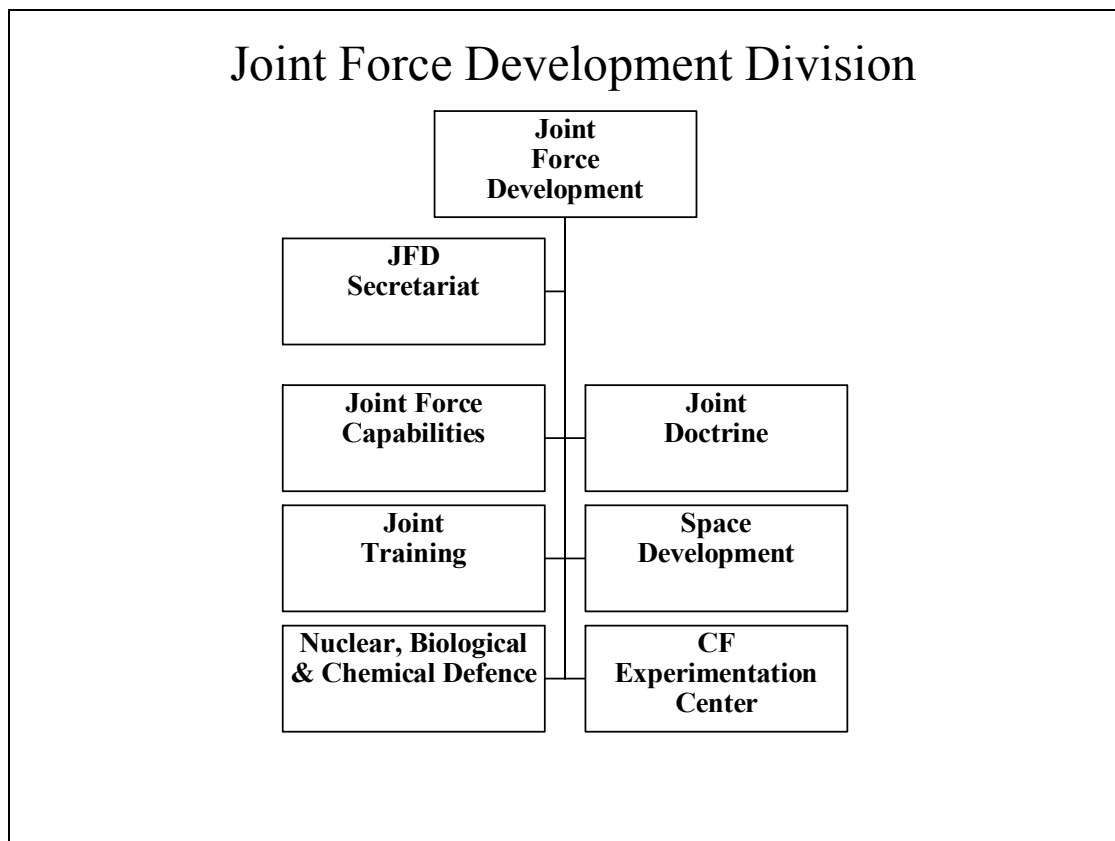 Joint Force Development Division
Joint
Force
Development
JFD
Secretariat
Joint Force
Capabilities
Joint
Doctrine
Joint
Training
Space
Development
Nuclear, Biological
& Chemical Defence
CF
Experimentation
Center